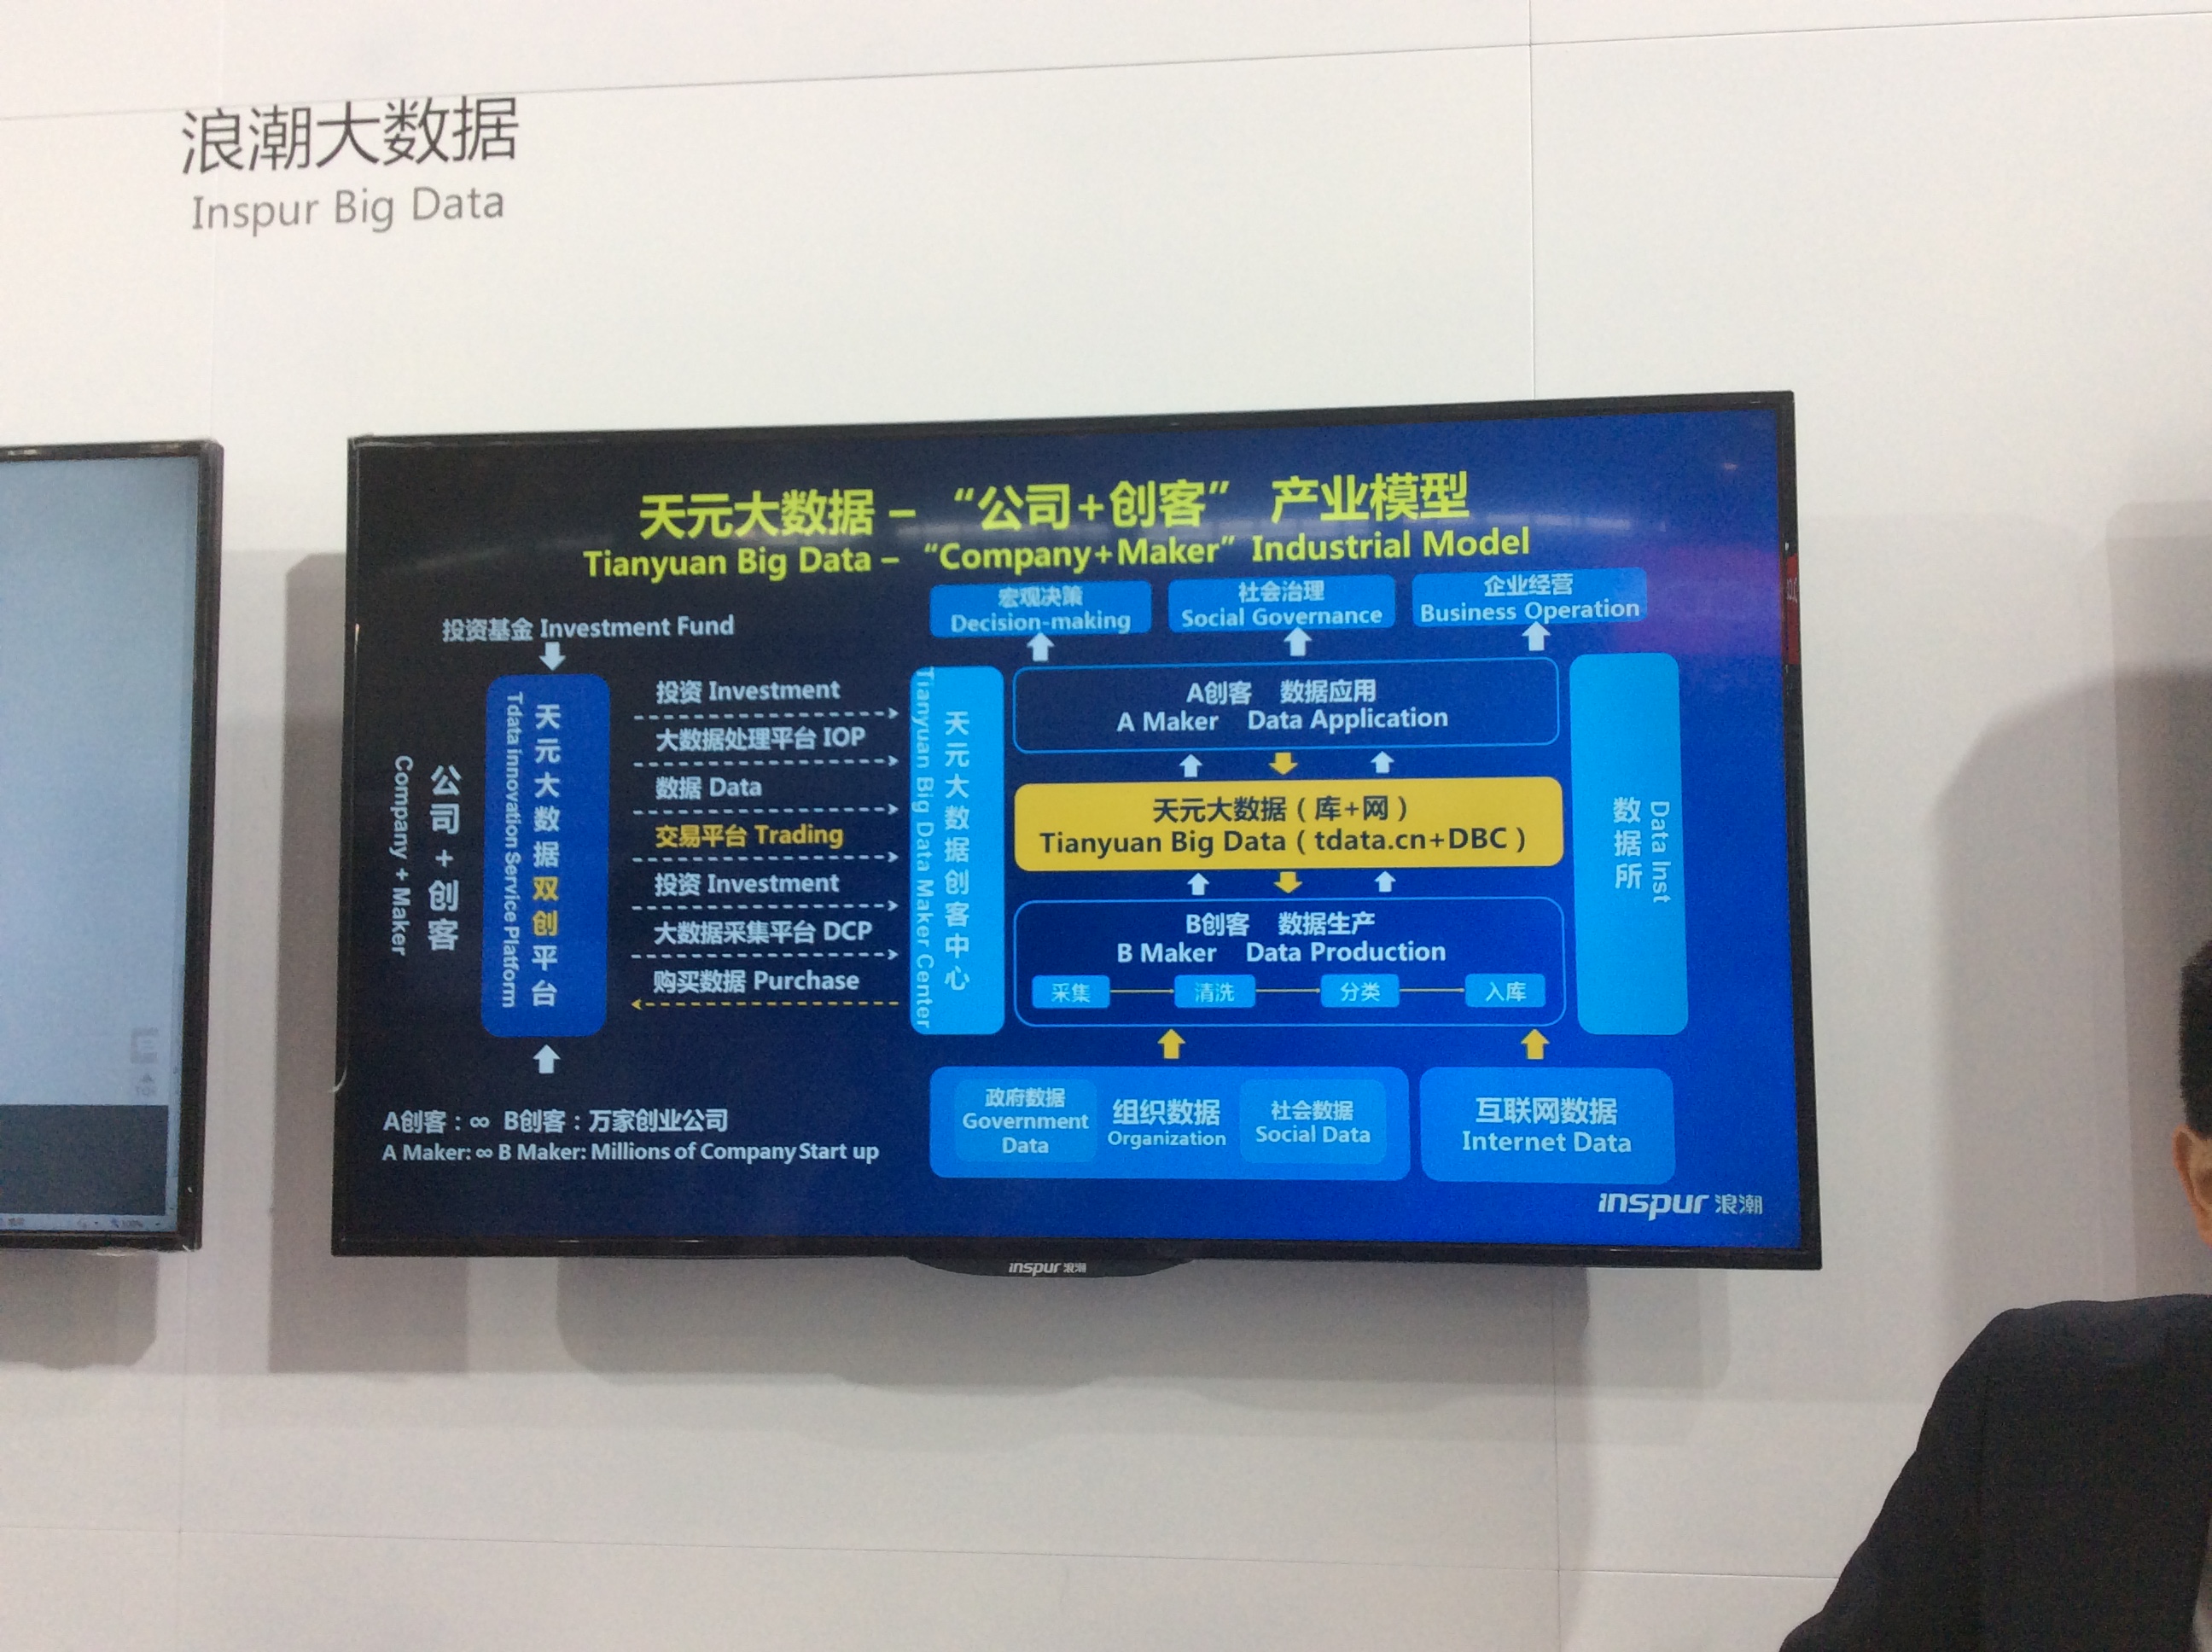 浪潮大数据
Inspur Big Data
天元大数据 – “公司+创客” 产业模型
Tianyuan Big Data – “Company+Maker” Industrial Model
投资基金 Investment Fund
公司+创客
Company + Maker
天元大数据双创平台
Tdata innovation Service Platform
投资 Investment
大数据处理平台 IOP
数据 Data
交易平台 Trading
投资 Investment
大数据采集平台 DCP
购买数据 Purchase
A创客：∞ B创客：万家创业公司
A Maker: ∞ B Maker: Millions of Company Start up
天元大数据创客中心
Tianyuan Big Data Maker Center
宏观决策
Decision-making
社会治理
Social Governance
企业经营
Business Operation
A创客 数据应用
A Maker Data Application
天元大数据（库+网）
Tianyuan Big Data（tdata.cn+DBC）
B创客 数据生产
B Maker Data Production
采集
清洗
分类
入库
数据所
Data Inst
政府数据
Government
Data
组织数据
Organization
社会数据
Social Data
互联网数据
Internet Data
inspur 浪潮
inspur 浪潮